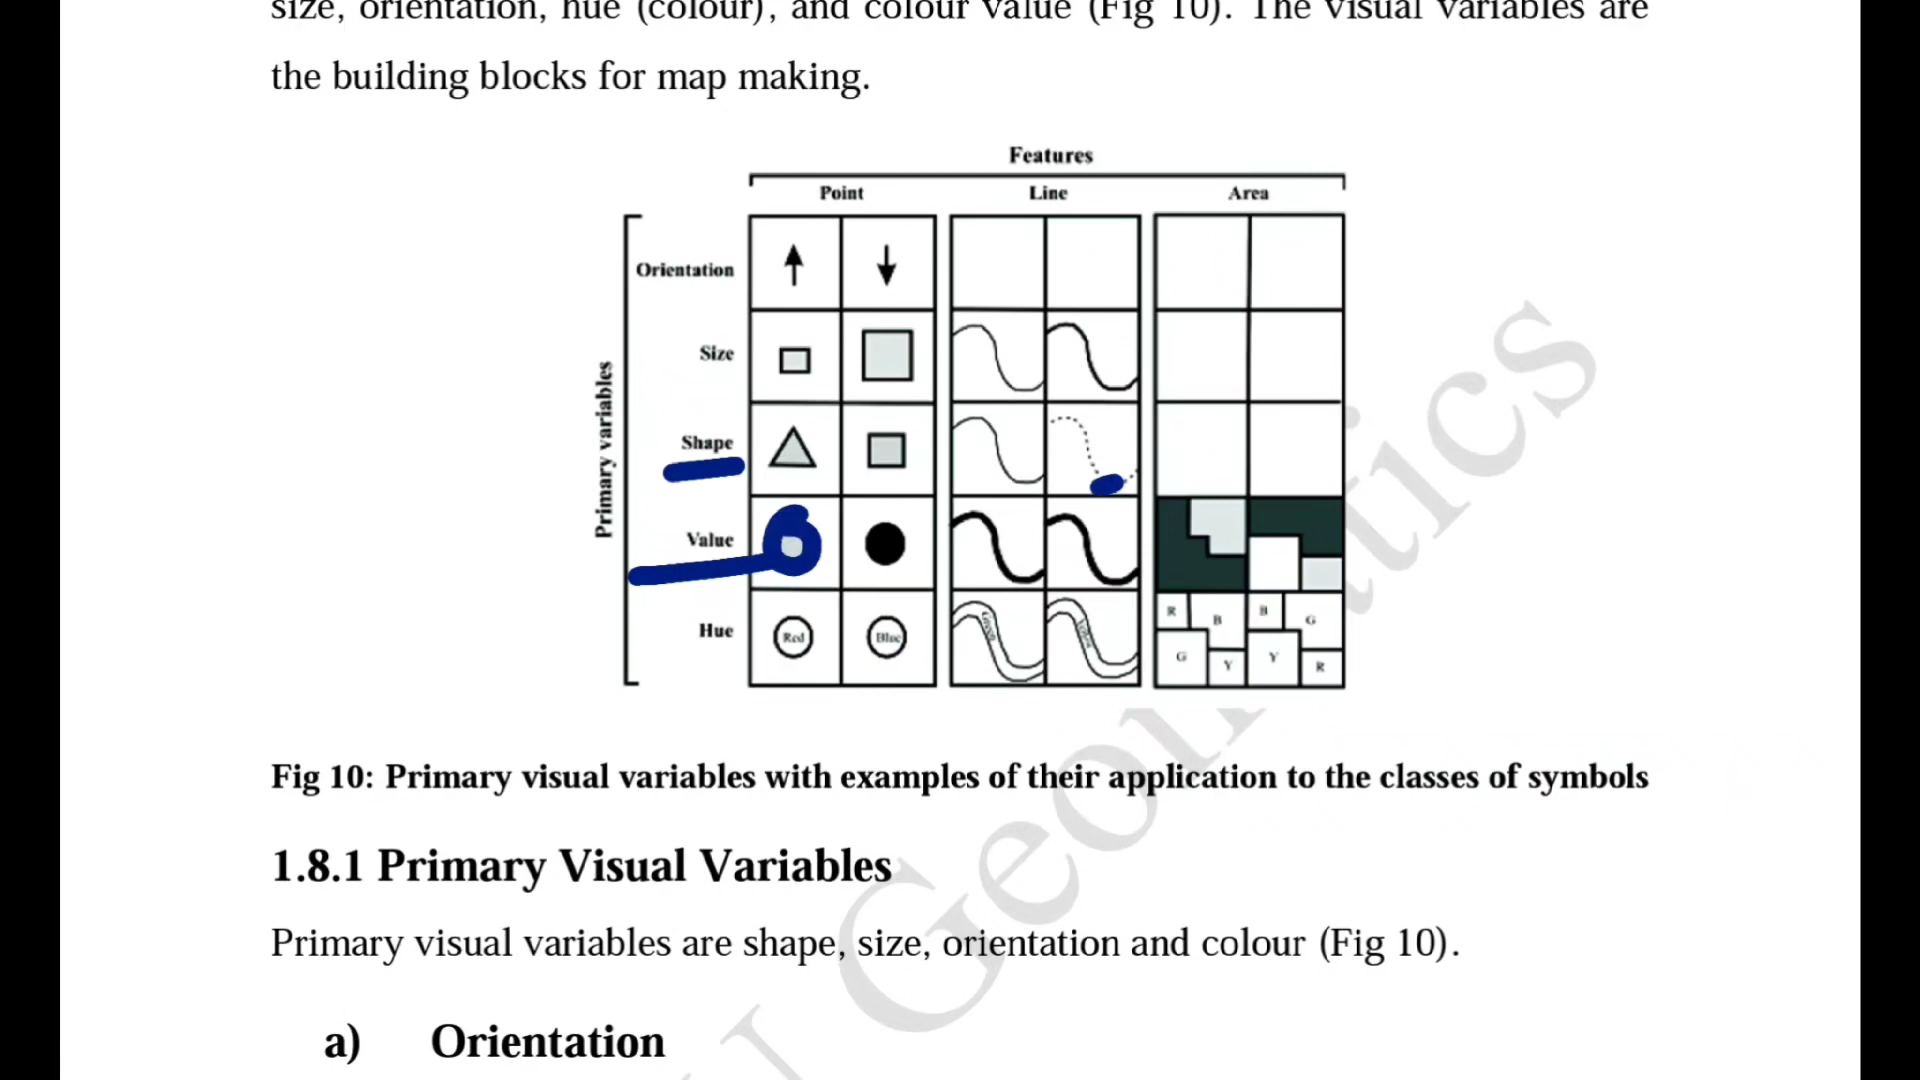 size, orientation, hue (colour), and colour value (Fig 10). The visual variables are
the building blocks for map making.
Features
Point Line Area
Primary variables
Orientation
Size
Shape
Value
Hue Red Blue Green Yellow R B G Y B G Y R
Fig 10: Primary visual variables with examples of their application to the classes of symbols
1.8.1 Primary Visual Variables
Primary visual variables are shape, size, orientation and colour (Fig 10).
a) Orientation
Geomatics